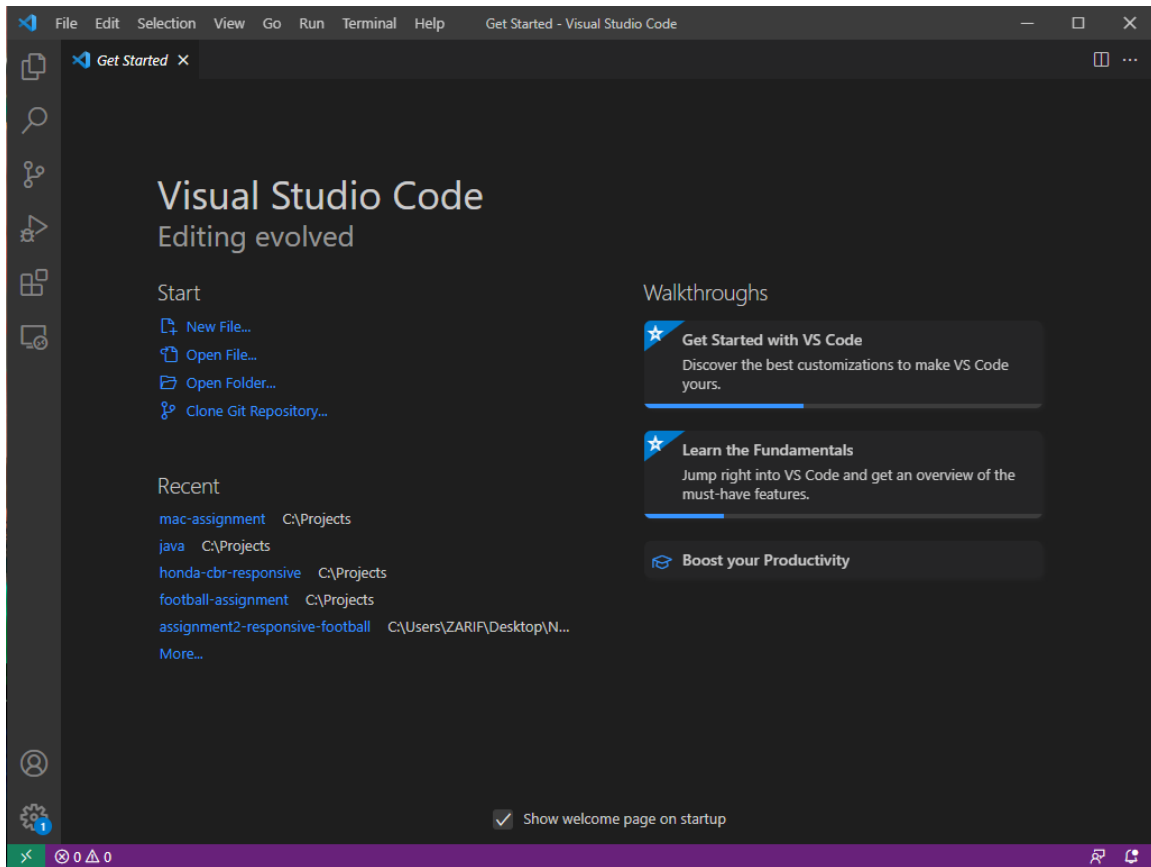 File Edit Selection View Go Run Terminal Help Get Started - Visual Studio Code
Get Started
Visual Studio Code
Editing evolved
Start
New File...
Open File...
Open Folder...
Clone Git Repository...
Recent
mac-assignment C:\Projects
java C:\Projects
honda-cbr-responsive C:\Projects
football-assignment C:\Projects
assignment2-responsive-football C:\Users\ZARIF\Desktop\N...
More...
Walkthroughs
Get Started with VS Code
Discover the best customizations to make VS Code
yours.
Learn the Fundamentals
Jump right into VS Code and get an overview of the
must-have features.
Boost your Productivity
Show welcome page on startup
1
0 0